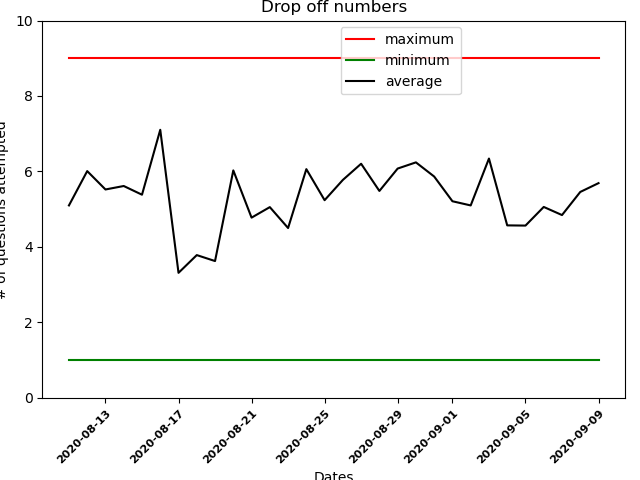 Drop off numbers
maximum
minimum
average
# of questions attempted
10
8
6
4
2
0
2020-08-13
2020-08-17
2020-08-21
2020-08-25
2020-08-29
2020-09-01
2020-09-05
2020-09-09
Dates